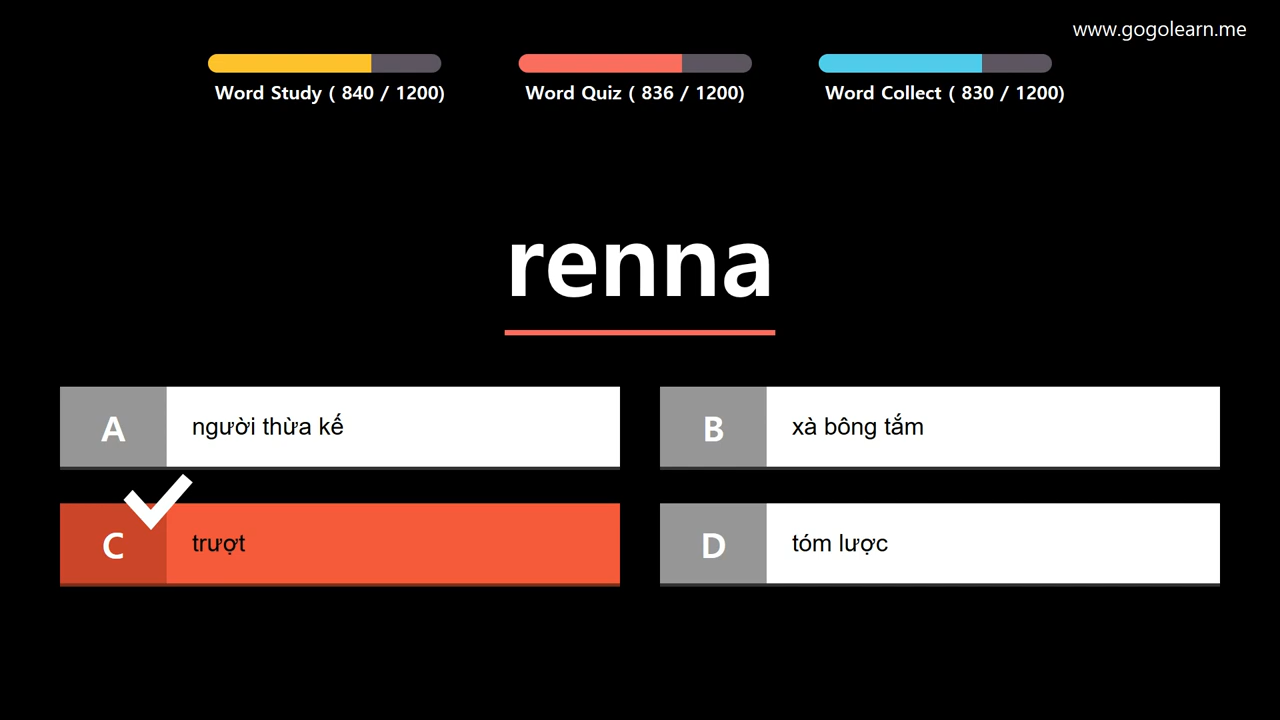 www.gogolearn.me
Word Study ( 840 / 1200)
Word Quiz ( 836 / 1200)
Word Collect ( 830 / 1200)
renna
A
người thừa kế
B
xà bông tắm
C
trượt
D
tóm lược